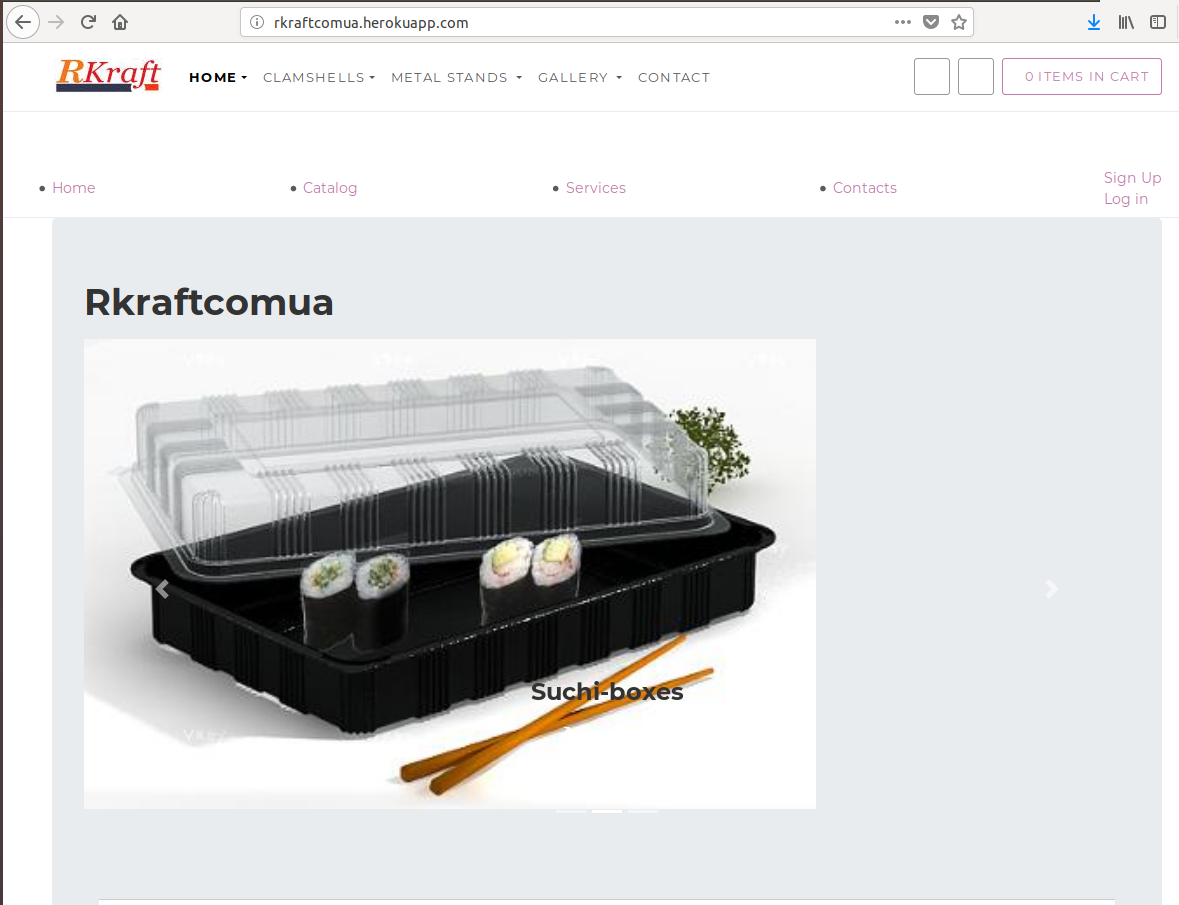 rkraftcomua.herokuapp.com
RKraft
HOME CLAMSHELLS METAL STANDS GALLERY CONTACT
0 ITEMS IN CART
Home Catalog Services Contacts
Sign Up
Log in
Rkraftcomua
Suchi-boxes